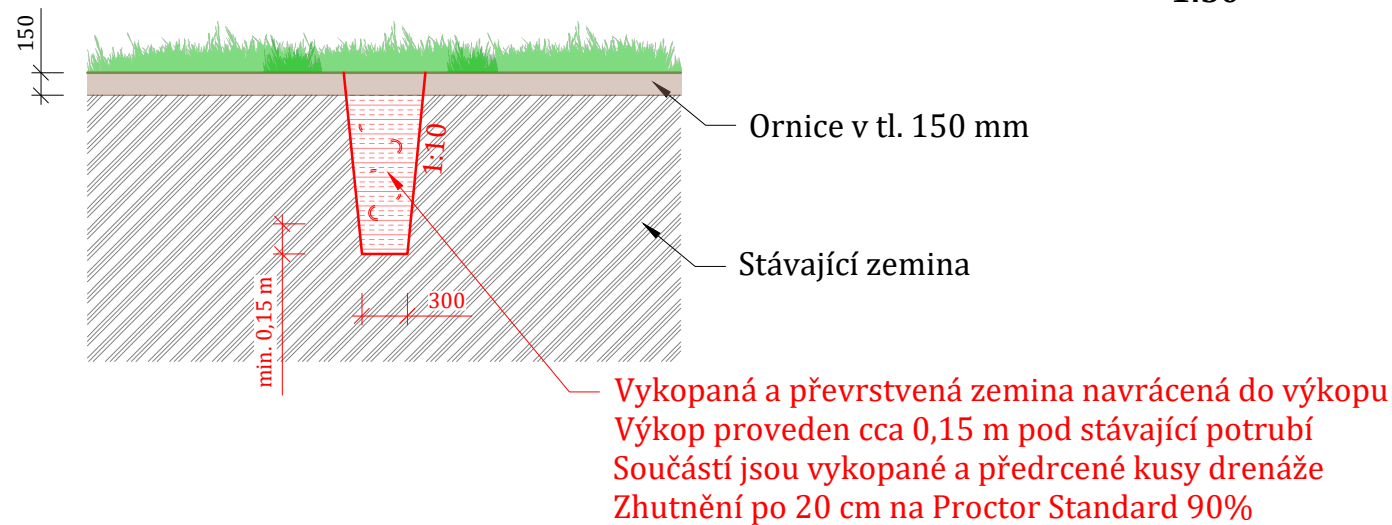 150
Ornice v tl. 150 mm
1:10
Stávající zemina
min. 0,15 m
300
Vykopaná a převrstvená zemina navrácená do výkopu
Výkop proveden cca 0,15 m pod stávající potrubí
Součástí jsou vykopané a předrcené kusy drenáže
Zhutnění po 20 cm na Proctor Standard 90%